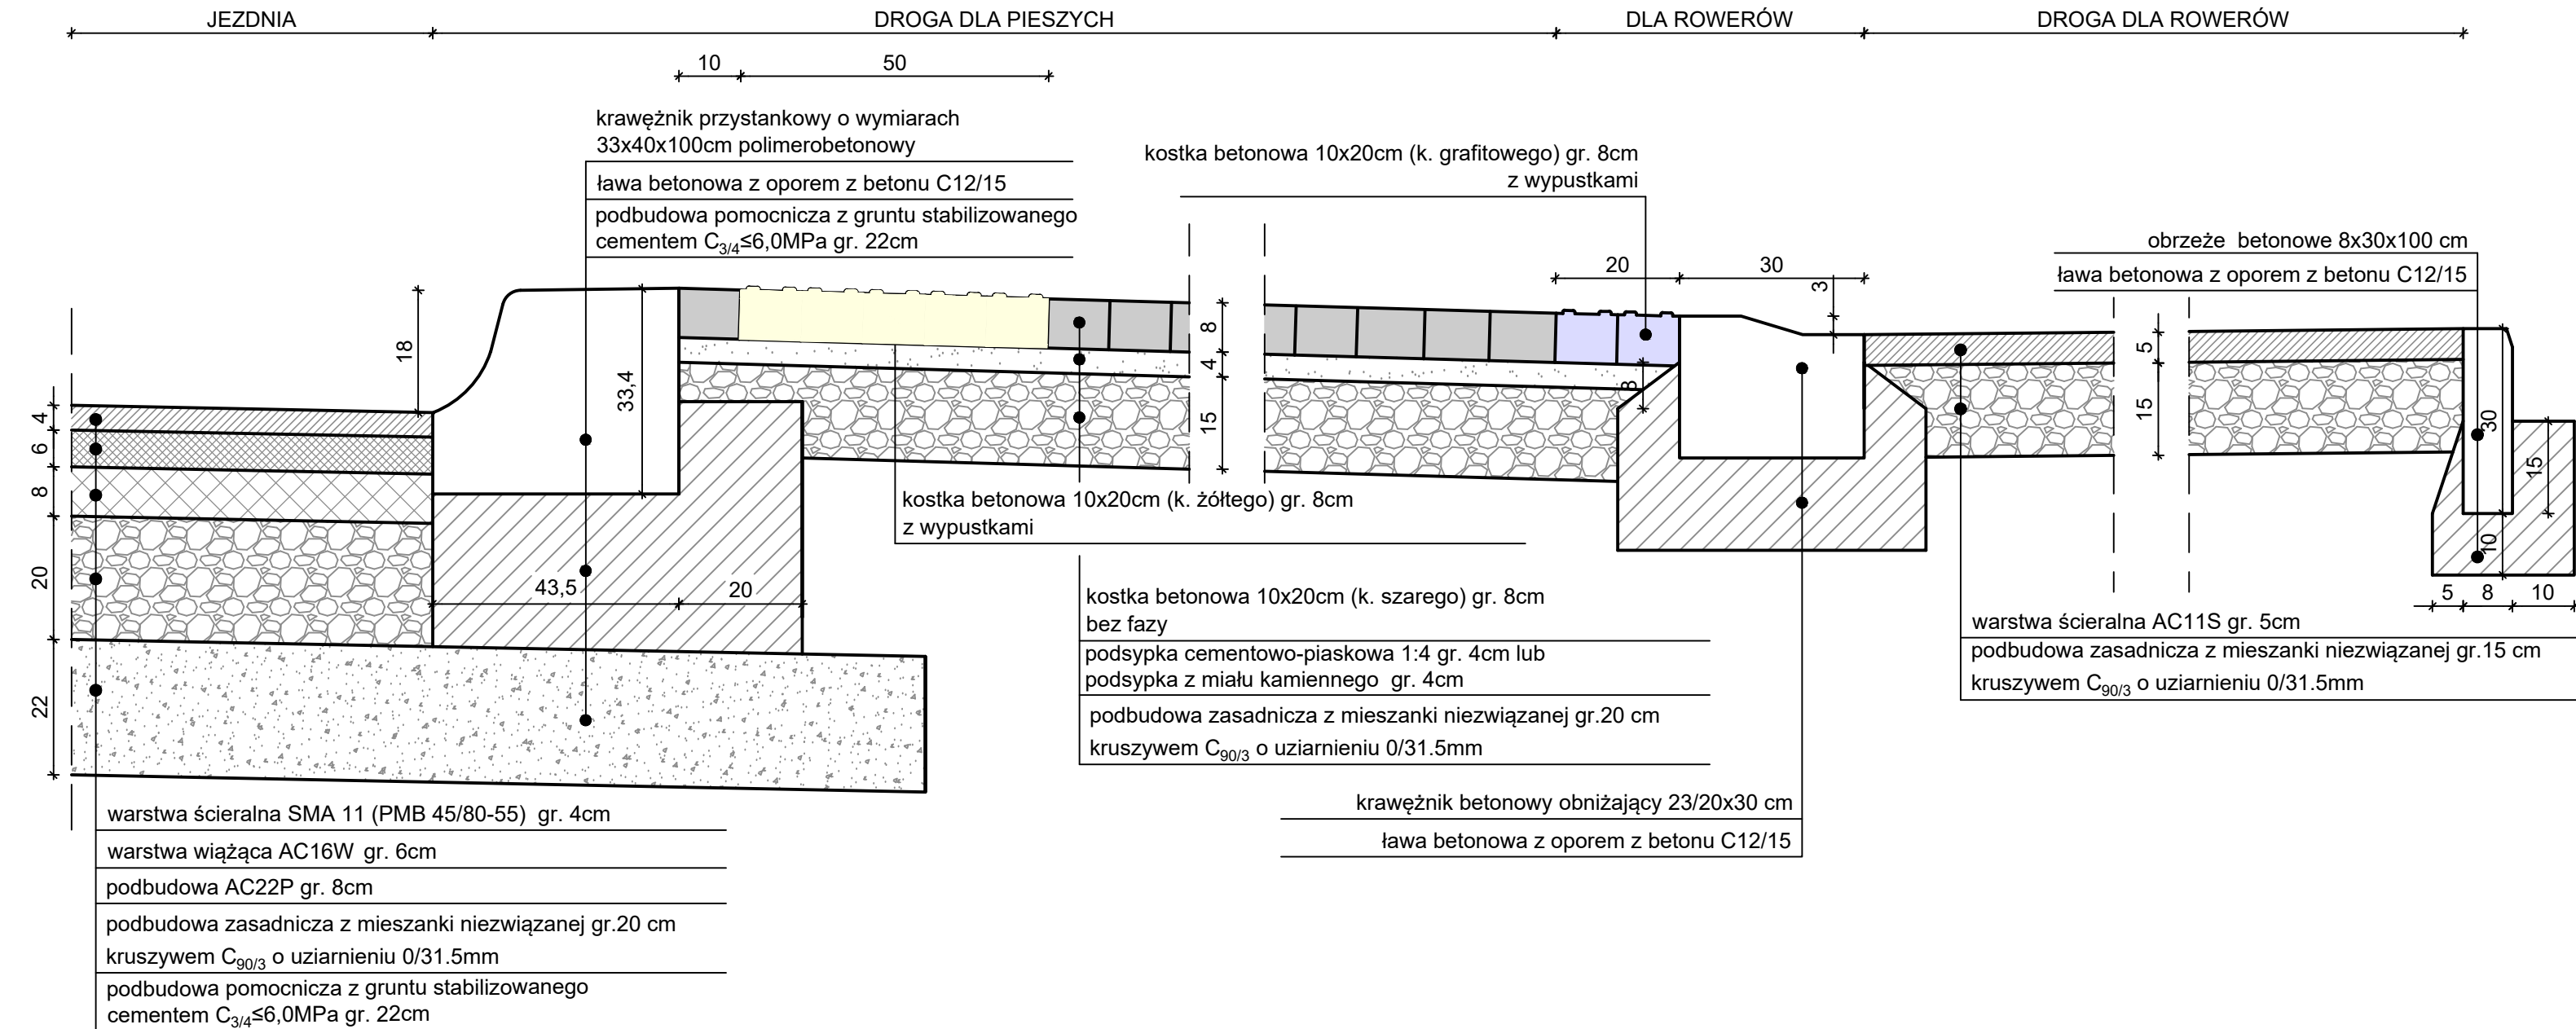 JEZDNIA
DROGA DLA PIESZYCH
DLA ROWERÓW
DROGA DLA ROWERÓW
10
50
krawężnik przystankowy o wymiarach
33x40x100cm polimerobetonowy
ława betonowa z oporem z betonu C12/15
podbudowa pomocnicza z gruntu stabilizowanego
cementem C3/4≤6,0MPa gr. 22cm
kostka betonowa 10x20cm (k. grafitowego) gr. 8cm
z wypustkami
obrzeże betonowe 8x30x100 cm
ława betonowa z oporem z betonu C12/15
20
30
3
18
33,4
8
4
15
8
5
15
30
15
10
4
6
8
20
22
43,5
20
5
8
10
kostka betonowa 10x20cm (k. żółtego) gr. 8cm
z wypustkami
kostka betonowa 10x20cm (k. szarego) gr. 8cm
bez fazy
podsypka cementowo-piaskowa 1:4 gr. 4cm lub
podsypka z miału kamiennego gr. 4cm
podbudowa zasadnicza z mieszanki niezwiązanej gr.20 cm
kruszywem C90/3 o uziarnieniu 0/31.5mm
warstwa ścieralna AC11S gr. 5cm
podbudowa zasadnicza z mieszanki niezwiązanej gr.15 cm
kruszywem C90/3 o uziarnieniu 0/31.5mm
krawężnik betonowy obniżający 23/20x30 cm
ława betonowa z oporem z betonu C12/15
warstwa ścieralna SMA 11 (PMB 45/80-55) gr. 4cm
warstwa wiążąca AC16W gr. 6cm
podbudowa AC22P gr. 8cm
podbudowa zasadnicza z mieszanki niezwiązanej gr.20 cm
kruszywem C90/3 o uziarnieniu 0/31.5mm
podbudowa pomocnicza z gruntu stabilizowanego
cementem C3/4≤6,0MPa gr. 22cm